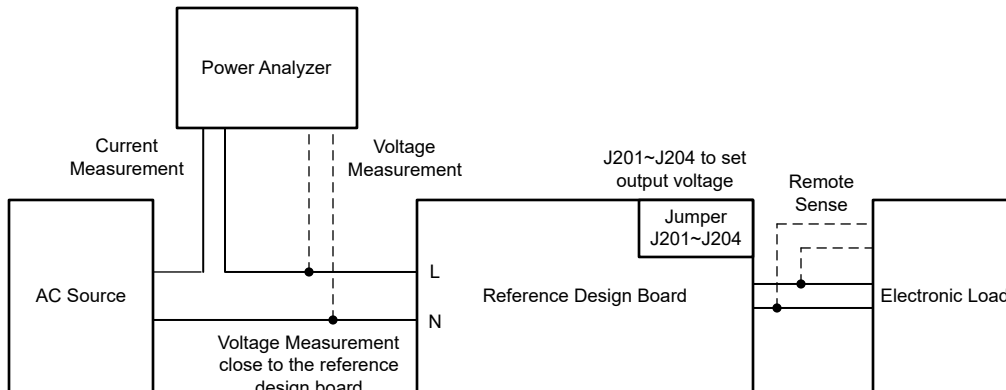 Power Analyzer
Current
Measurement
Voltage
Measurement
J201~J204 to set
output voltage
Remote
Sense
Jumper
J201~J204
AC Source
L
N
Reference Design Board
Electronic Load
Voltage Measurement
close to the reference
design board